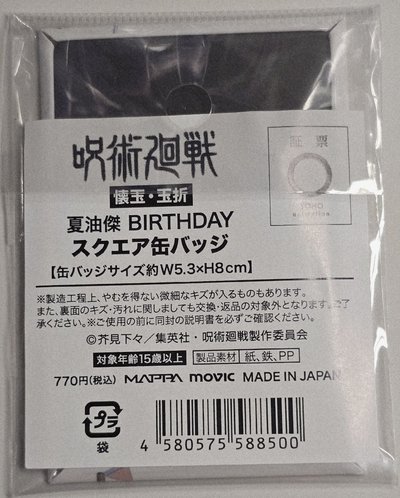 呪術廻戦
懐玉・玉折
夏油傑 BIRTHDAY
スクエア缶バッジ
【缶バッジサイズ約W5.3×H8cm】
証 票
TOHO
animation
※製造工程上、やむを得ない微細なキズが入るものもあります。
また、裏面のキズ・汚れに関しましても交換・返品の対象外となります。ご了
承ください。※ご使用の前に同封の説明書を必ずご確認ください。
©芥見下々／集英社・呪術廻戦製作委員会
対象年齢15歳以上 製品素材 紙、鉄、PP
770円(税込) MAPPA movic MADE IN JAPAN
プラ
袋
4 580575 588500